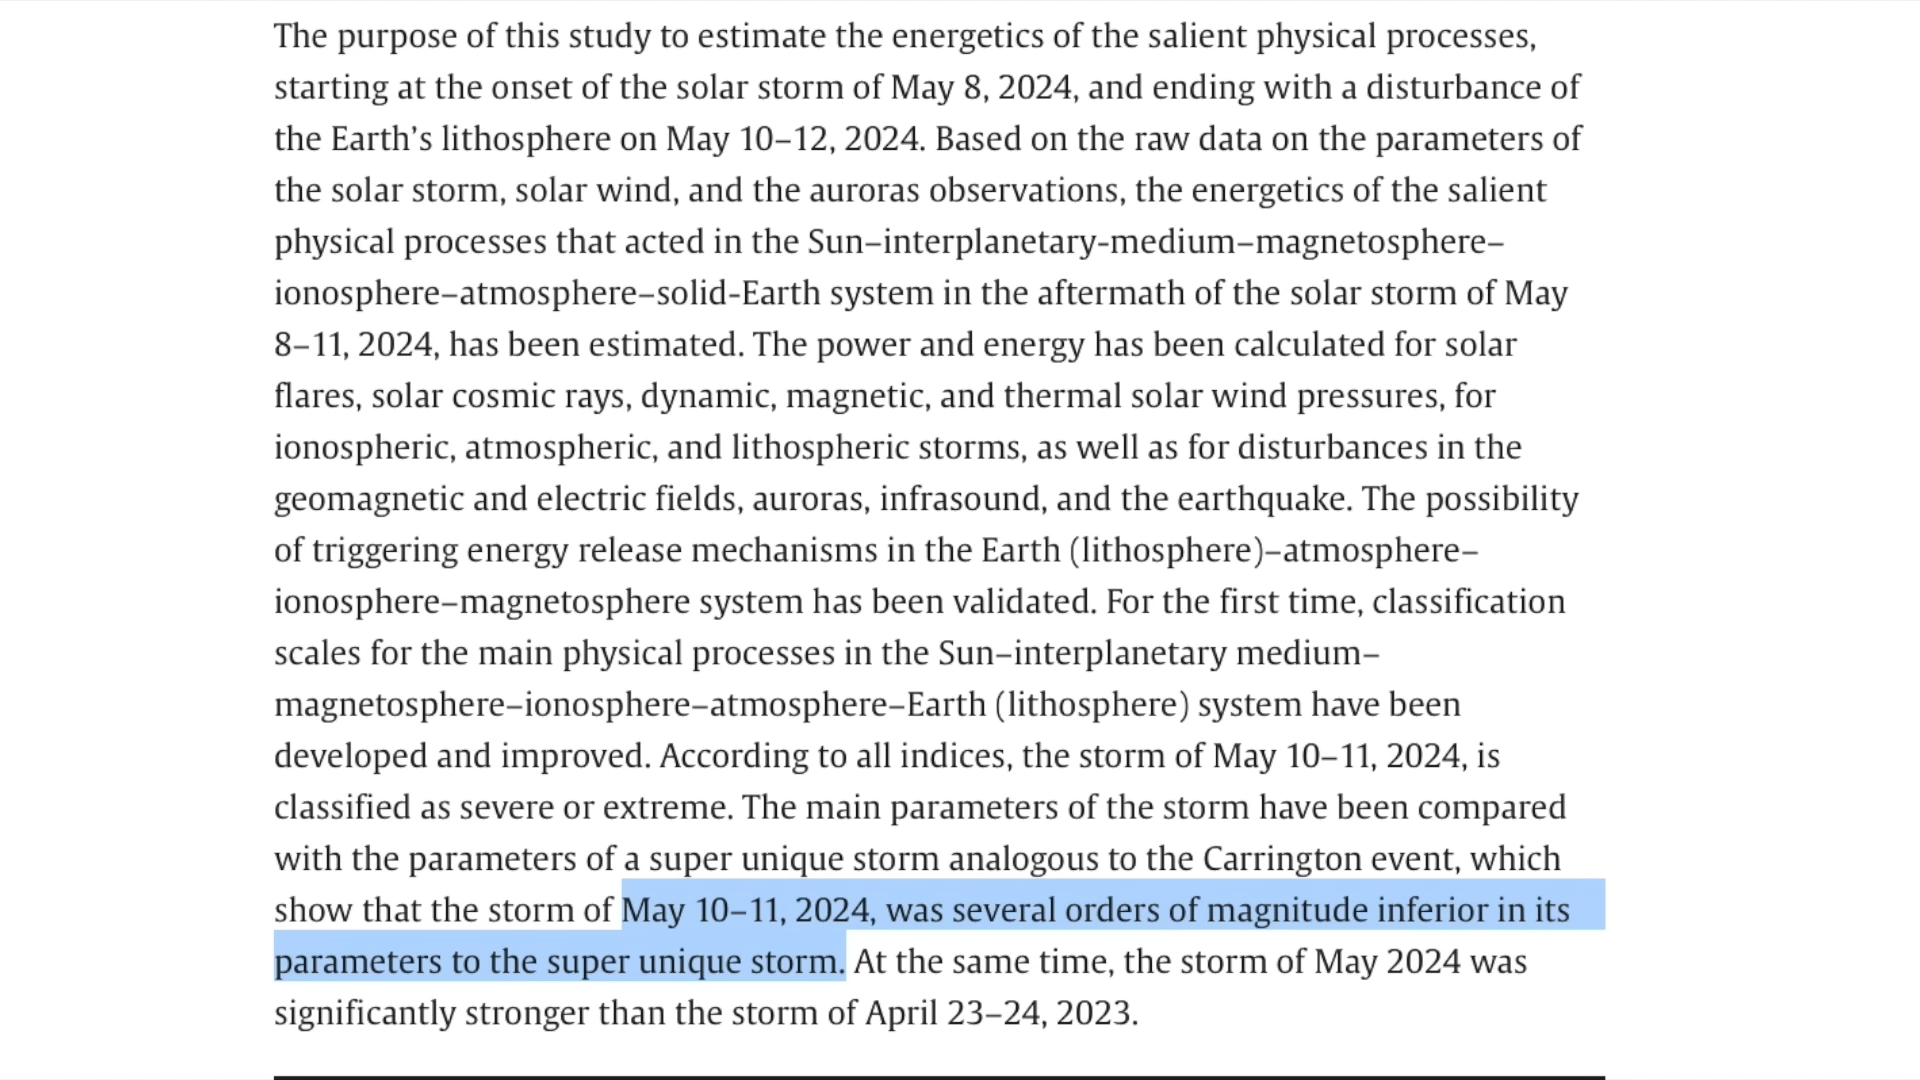 The purpose of this study to estimate the energetics of the salient physical processes,
starting at the onset of the solar storm of May 8, 2024, and ending with a disturbance of
the Earth’s lithosphere on May 10–12, 2024. Based on the raw data on the parameters of
the solar storm, solar wind, and the auroras observations, the energetics of the salient
physical processes that acted in the Sun–interplanetary-medium–magnetosphere–
ionosphere–atmosphere–solid-Earth system in the aftermath of the solar storm of May
8–11, 2024, has been estimated. The power and energy has been calculated for solar
flares, solar cosmic rays, dynamic, magnetic, and thermal solar wind pressures, for
ionospheric, atmospheric, and lithospheric storms, as well as for disturbances in the
geomagnetic and electric fields, auroras, infrasound, and the earthquake. The possibility
of triggering energy release mechanisms in the Earth (lithosphere)–atmosphere–
ionosphere–magnetosphere system has been validated. For the first time, classification
scales for the main physical processes in the Sun–interplanetary medium–
magnetosphere–ionosphere–atmosphere–Earth (lithosphere) system have been
developed and improved. According to all indices, the storm of May 10–11, 2024, is
classified as severe or extreme. The main parameters of the storm have been compared
with the parameters of a super unique storm analogous to the Carrington event, which
show that the storm of May 10–11, 2024, was several orders of magnitude inferior in its
parameters to the super unique storm. At the same time, the storm of May 2024 was
significantly stronger than the storm of April 23–24, 2023.